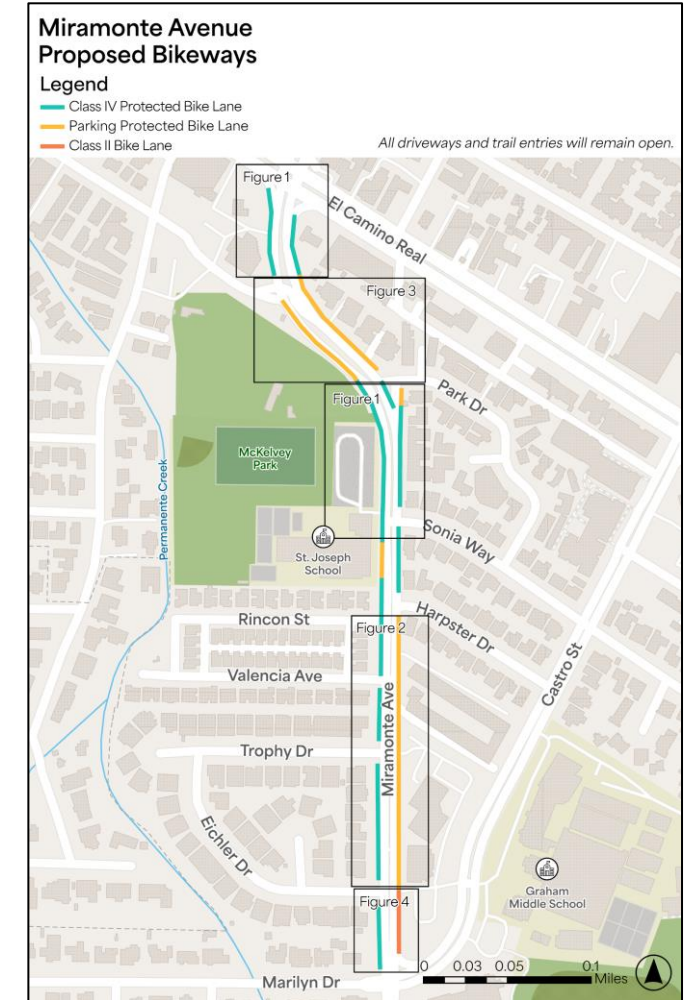 Miramonte Avenue
Proposed Bikeways
Legend
Class IV Protected Bike Lane
Parking Protected Bike Lane
Class II Bike Lane
All driveways and trail entries will remain open.
Figure 1
El Camino Real
Figure 3
Figure 1
Park Dr
McKelvey
Park
Permanente Creek
Sonia Way
St. Joseph
School
Rincon St
Harpster Dr
Figure 2
Valencia Ave
Castro St
Miramonte Ave
Trophy Dr
Eichler Dr
Graham
Middle School
Figure 4
0 0.03 0.05 0.1
Miles
Marilyn Dr